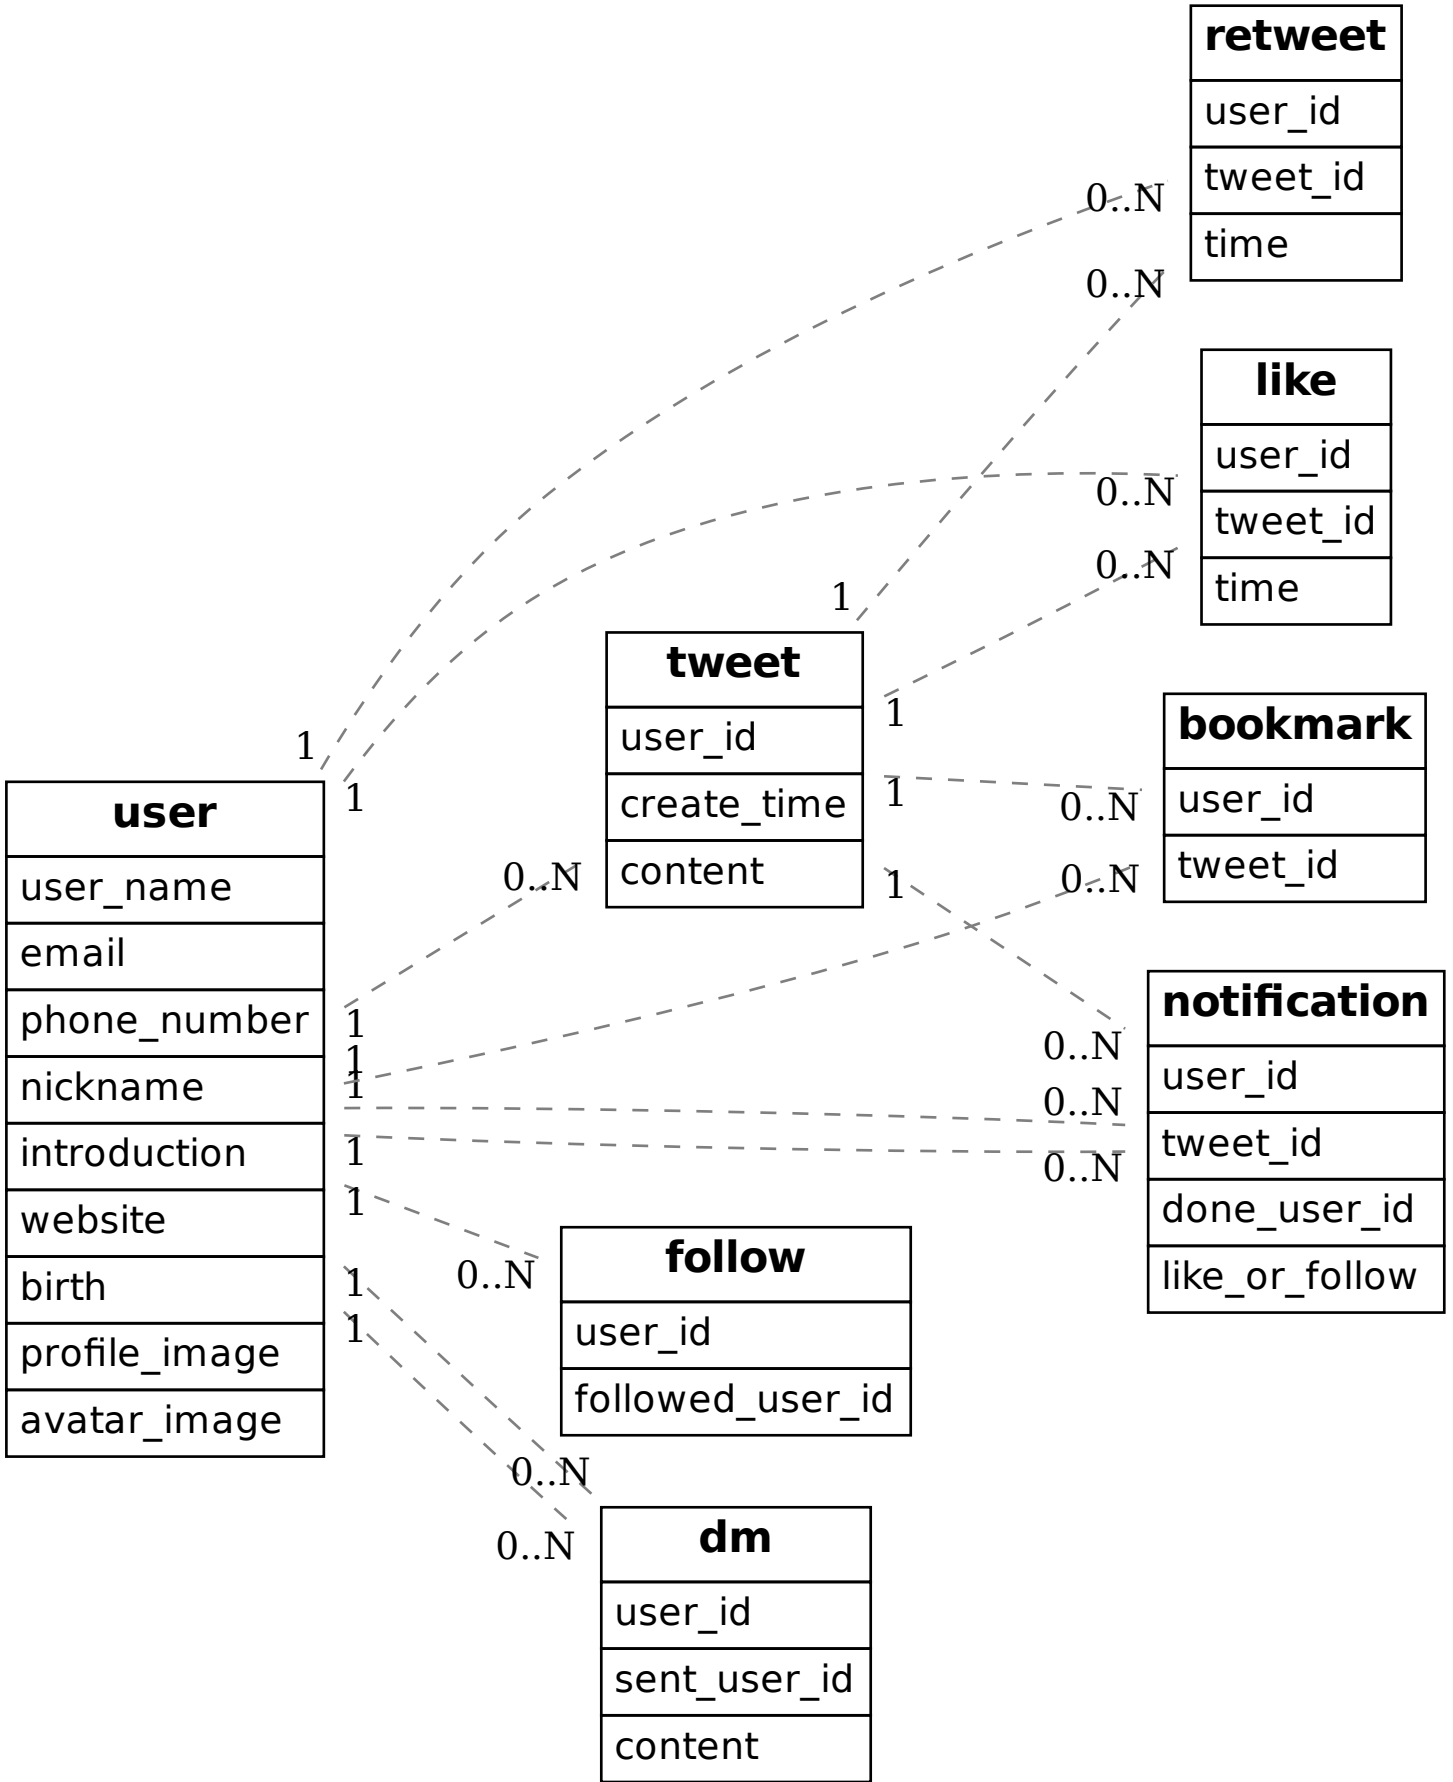 retweet
user_id
tweet_id
time
0..N
0..N
like
user_id
tweet_id
time
0..N
0..N
1
tweet
user_id
create_time
content
1
1
1
0..N
bookmark
user_id
tweet_id
0..N
0..N
1
1
user
user_name
email
phone_number
nickname
introduction
website
birth
profile_image
avatar_image
1
1
1
1
1
1
1
notification
user_id
tweet_id
done_user_id
like_or_follow
0..N
0..N
0..N
0..N
follow
user_id
followed_user_id
0..N
0..N
dm
user_id
sent_user_id
content